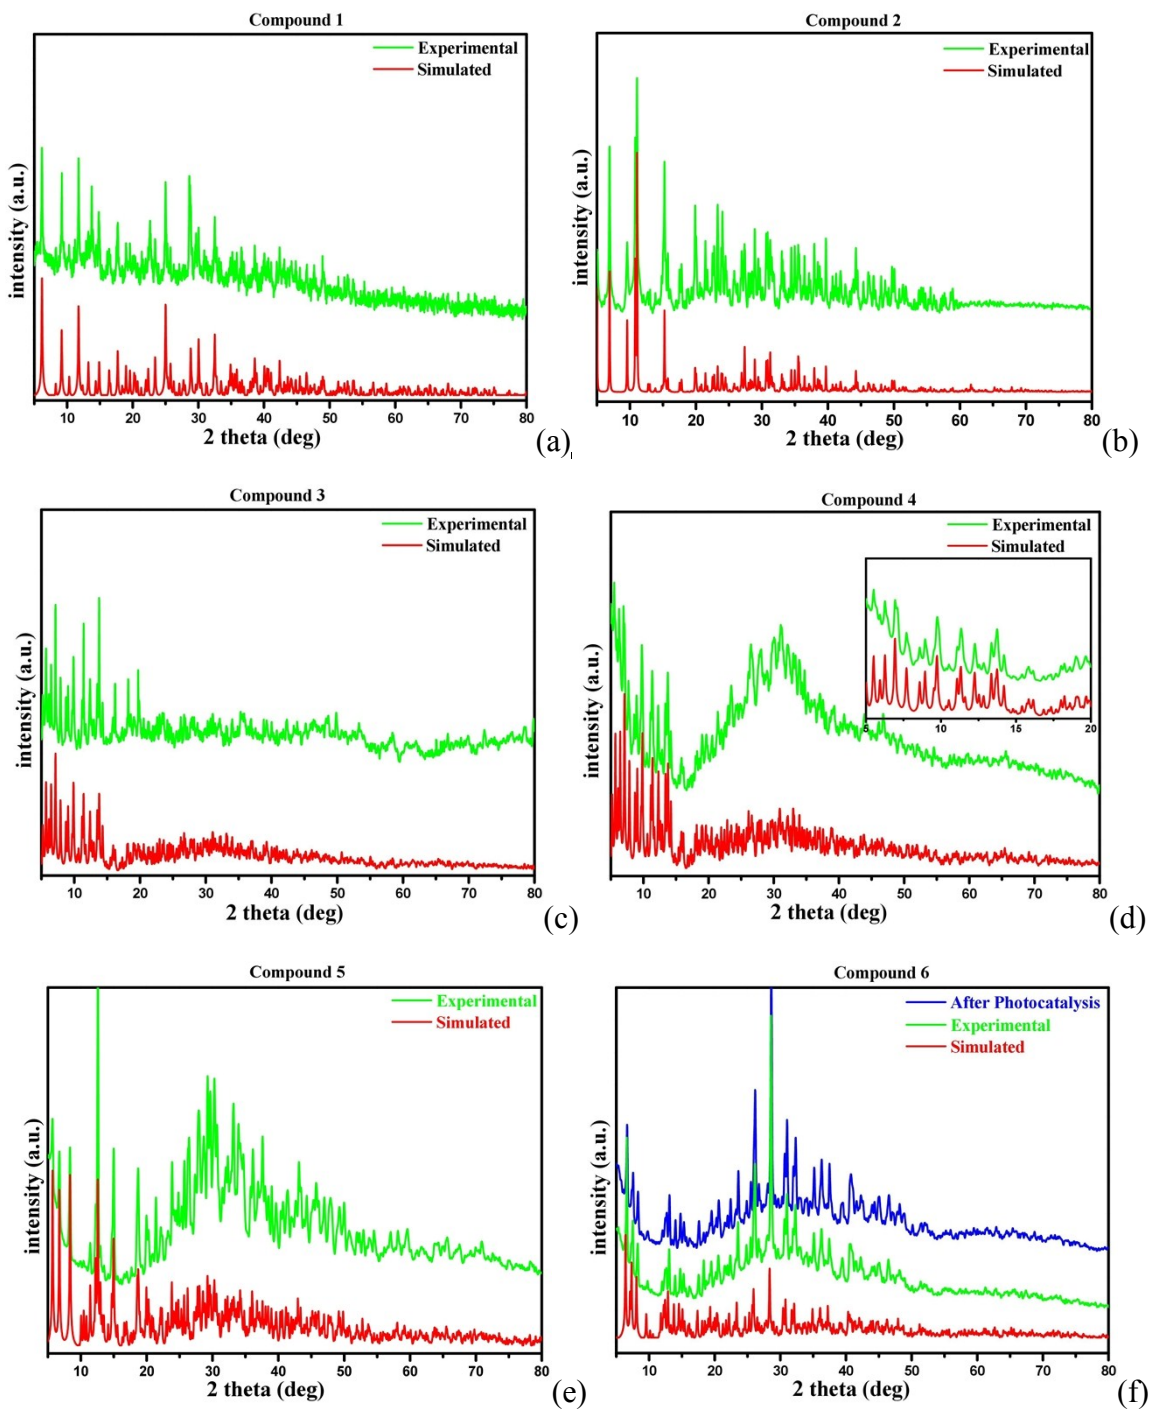 Compound 1
Experimental
Simulated
intensity (a.u.)
10 20 30 40 50 60 70 80
2 theta (deg)
(a)
Compound 2
Experimental
Simulated
intensity (a.u.)
10 20 30 40 50 60 70 80
2 theta (deg)
(b)
Compound 3
Experimental
Simulated
intensity (a.u.)
10 20 30 40 50 60 70 80
2 theta (deg)
(c)
Compound 4
Experimental
Simulated
5 10 15 20
intensity (a.u.)
10 20 30 40 50 60 70 80
2 theta (deg)
(d)
Compound 5
Experimental
Simulated
intensity (a.u.)
10 20 30 40 50 60 70 80
2 theta (deg)
(e)
Compound 6
After Photocatalysis
Experimental
Simulated
intensity (a.u.)
10 20 30 40 50 60 70 80
2 theta (deg)
(f)